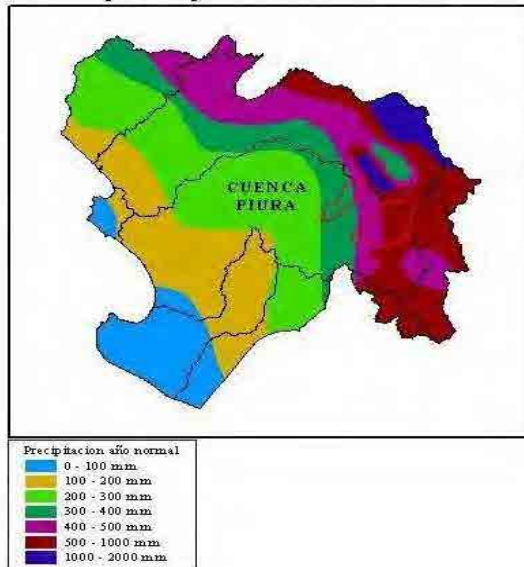 CUENCA
PIURA
Precipitacion año normal
0 - 100 mm
100 - 200 mm
200 - 300 mm
300 - 400 mm
400 - 500 mm
500 - 1000 mm
1000 - 2000 mm